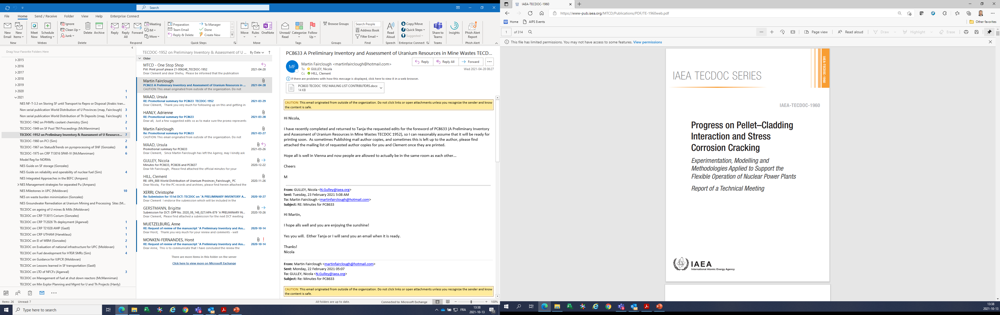 Search
File Home Send / Receive Folder View Help Enterprise Connect
New Email
New Items
New
Meet Now
Schedule Meeting
Webex
Ignore
Clean Up
Junk
Delete
Archive
Delete
Reply
Reply All
Forward
Meeting
IM
More
Respond
Preparation
To Manager
Team Email
Done
Reply & Delete
Create New
Quick Steps
Move
Rules
OneNote
Move
Unread/ Read
Categorize
Follow Up
Tags
Browse Groups
Groups
Search People
Address Book
Filter Email
Find
Read Aloud
Speech
Copy/Move
Quick Steps
Suggested
Enterprise Connect
Share to Teams
Teams
Insights
Phish Alert Report
Phish Alert
Drag Your Favorite Folders Here
2015
2016
2017
2018
2019
2020 1
2021 1
NES NF-T-3.3 on Storing SF until Transport to Repro or Disposal (Arabic tran...
Non serial publication World Distribution of U Provinces (map, Fairclough) 3
Non serial publication World Distribution of Th Deposits (map, Fairclough) 1
TECDOC-1942 on PHWRs coolant chemistry (Sim) 2
TECDOC-1949 on SF Pool TM Proceedings (McManniman) 1
TECDOC-1952 on Preliminary Inventory & Assessment of U Resource... 7
TECDOC-1960 on PCI (Sim) 2
TECDOC-1967 on Status&Trends on pyroprocessing of SNF (Gonzalez) 8
TECDOC-1975 on CRP T13016 SPAR-IV (McManniman) 6
Model Reg for NORMs
NES Guide on SF storage (Gonzalez)
NES Guide on reliability and operability of nuclear fuel (Sim) 4
NES Integrated Approaches in the BEFC (Amparo)
NES Management strategies for separated Pu (Amparo)
NES Milestones in UPC (Moldovan) 10
NES on waste burden minimization (Gonzalez)
NES Groundwater Remediation at Uranium Mining and Processing Sites (M...
TECDOC on ageing of U mines & Mills (Moldovan)
TECDOC on CRP T13015 Corium (Gonzalez)
TECDOC on CRP T12026 Th deployment (Agarwal) 1
TECDOC on CRP T21028 AMP (Gastl) 1
TECDOC on CRP UTHAM (Haneklaus) 1
TECDOC on EI of WBM (Gonzalez) 2
TECDOC on Evaluation of national infrastructure for UPC (Moldovan) 1
TECDOC on Fuel development for HTGR SMRs (Sim) 4
TECDOC on Guidance for IUPCR (Moldovan)
TECDOC on Lessons learned in SF transportation (Gastl)
TECDOC on LTO of NFCFs (Agarwal) 3
TECDOC on Management of fuel at shut down reactors (McManniman)
TECDOC on Min Explor Planning and Mgmt for U and Th Projects (Hanly)
Items: 26 Unread: 7
TECDOC-1952 on Preliminary Inventory & Assessment of U ... By Date
Older
MTCD - One Stop Shop
FW: Print proof please 21-00624E_TECDOC-1952 2021-04-28
Dear Clement and dear Shehu, Please be informed that the publication
Martin Fairclough
PC8633 A Preliminary Inventory and Assessment of Uranium Resources in ... 2021-04-28
CAUTION: This email originated from outside of the organization. Do not
MAAD, Ursula
RE: Promotional summary for PC8633 TECDOC-1952 2021-03-29
Dear Clément, Thank you very much for following up on this and getting in
HANLY, Adrienne
RE: Promotional summary for PC8633 2021-03-28
Dear all, Just a few suggested edits so as to make sure the promo represents
Martin Fairclough
Re: Promotional summary for PC8633 2021-03-27
CAUTION: This email originated from outside of the organization. Do not
MAAD, Ursula
Promotional summary for PC8633 2021-03-26
Dear Clement, Since Martin Fairclough has left the Agency, may I kindly ask
GULLEY, Nicola
Minutes for PC8633, PC8636 and PC8637 2020-12-22
Dear Mr Fairclough, Please find attached the official minutes for your
HILL, Clement
RE: APA_888 World Distribution of Uranium Provinces_Fairclough_ PC 2020-11-26
Dear Nicola, For the PC records and archives, please find herein attached the
XERRI, Christophe
Re: Submission for 151st DCT: TECDOC on "A PRELIMINARY INVENTORY A... 2020-10-27
Dear Clement I endorse the submission which will be included in the
GERSTMANN, Brigitte
Submission for DCT: DPP No. 2020_08_148_027/APA-879 "A PRELIMINARY IN... 2020-10-26
Dear Clement, Please find attached a submission for the next DCT meeting
MUETZELBURG, Anne
RE: Request of review of the manuscript "A Preliminary Inventory and Ass... 2020-10-14
Dear Horst, Thank you very much for your review and comments - well
MONKEN-FERNANDES, Horst
RE: Request of review of the manuscript "A Preliminary Inventory and Ass... 2020-10-14
Dear Anne, This is to communicate that I have concluded the review the
There are more items in this folder on the server
Click here to view more on Microsoft Exchange
PC8633 A Preliminary Inventory and Assessment of Uranium Resources in Mine Wastes TECD...
MF
Martin Fairclough <martinfairclough@hotmail.com>
Reply Reply All Forward
To GULLEY, Nicola
Wed 2021-04-28 08:27
Cc HILL, Clement
If there are problems with how this message is displayed, click here to view it in a web browser.
PC8633 TECDOC 1952 MAILING LIST CONTRIBUTORS.docx
14 KB
CAUTION: This email originated from outside of the organization. Do not click links or open attachments unless you recognize the sender and know
the content is safe.
Hi Nicola,
I have recently completed and returned to Tanja the requested edits for the foreword of PC8633 (A Preliminary Inventory
and Assessment of Uranium Resources in Mine Wastes TECDOC 1952), so I can reasonably assume that it will be ready for
printing soon. As sometimes Publishing mail author copies, and sometimes this is left up to the author, please find
attached the mailing list of requested author copies for you and Clement once they are printed.
Hope all is well in Vienna and now people are allowed to actually be in the same room as each other...
Cheers
M
From: GULLEY, Nicola <N.Gulley@iaea.org>
Sent: Tuesday, 23 February 2021 5:08 AM
To: Martin Fairclough <martinfairclough@hotmail.com>
Subject: RE: Minutes for PC8633
Hi Martin,
I hope alls well and you are enjoying the sunshine!
Yes you will. Either Tanja or I will send you an email when it is ready.
Thanks!
Nicola
From: Martin Fairclough <martinfairclough@hotmail.com>
Sent: Monday, 22 February 2021 05:07
To: GULLEY, Nicola <N.Gulley@iaea.org>
Subject: Re: Minutes for PC8633
CAUTION: This email originated from outside of the organization. Do not click links or open attachments unless you recognize the sender and know
the content is safe.
All folders are up to date. Connected to: Microsoft Exchange 100%
Type here to search
FRA
13:38
2021-10-13
13
IAEA-TECDOC-1960
https://www-pub.iaea.org/MTCD/Publications/PDF/TE-1960web.pdf
Home AIPS Events Other favorites
1 of 314 Page view Read aloud Draw Highlight Erase
This file has limited permissions. You may not have access to some features. View permissions
IAEA-TECDOC-1960
IAEA TECDOC SERIES
IAEA-TECDOC-1960
Progress on Pellet–Cladding
Interaction and Stress
Corrosion Cracking
Experimentation, Modelling and
Methodologies Applied to Support the
Flexible Operation of Nuclear Power Plants
Report of a Technical Meeting
IAEA
International Atomic Energy Agency
13:38
2021-10-13